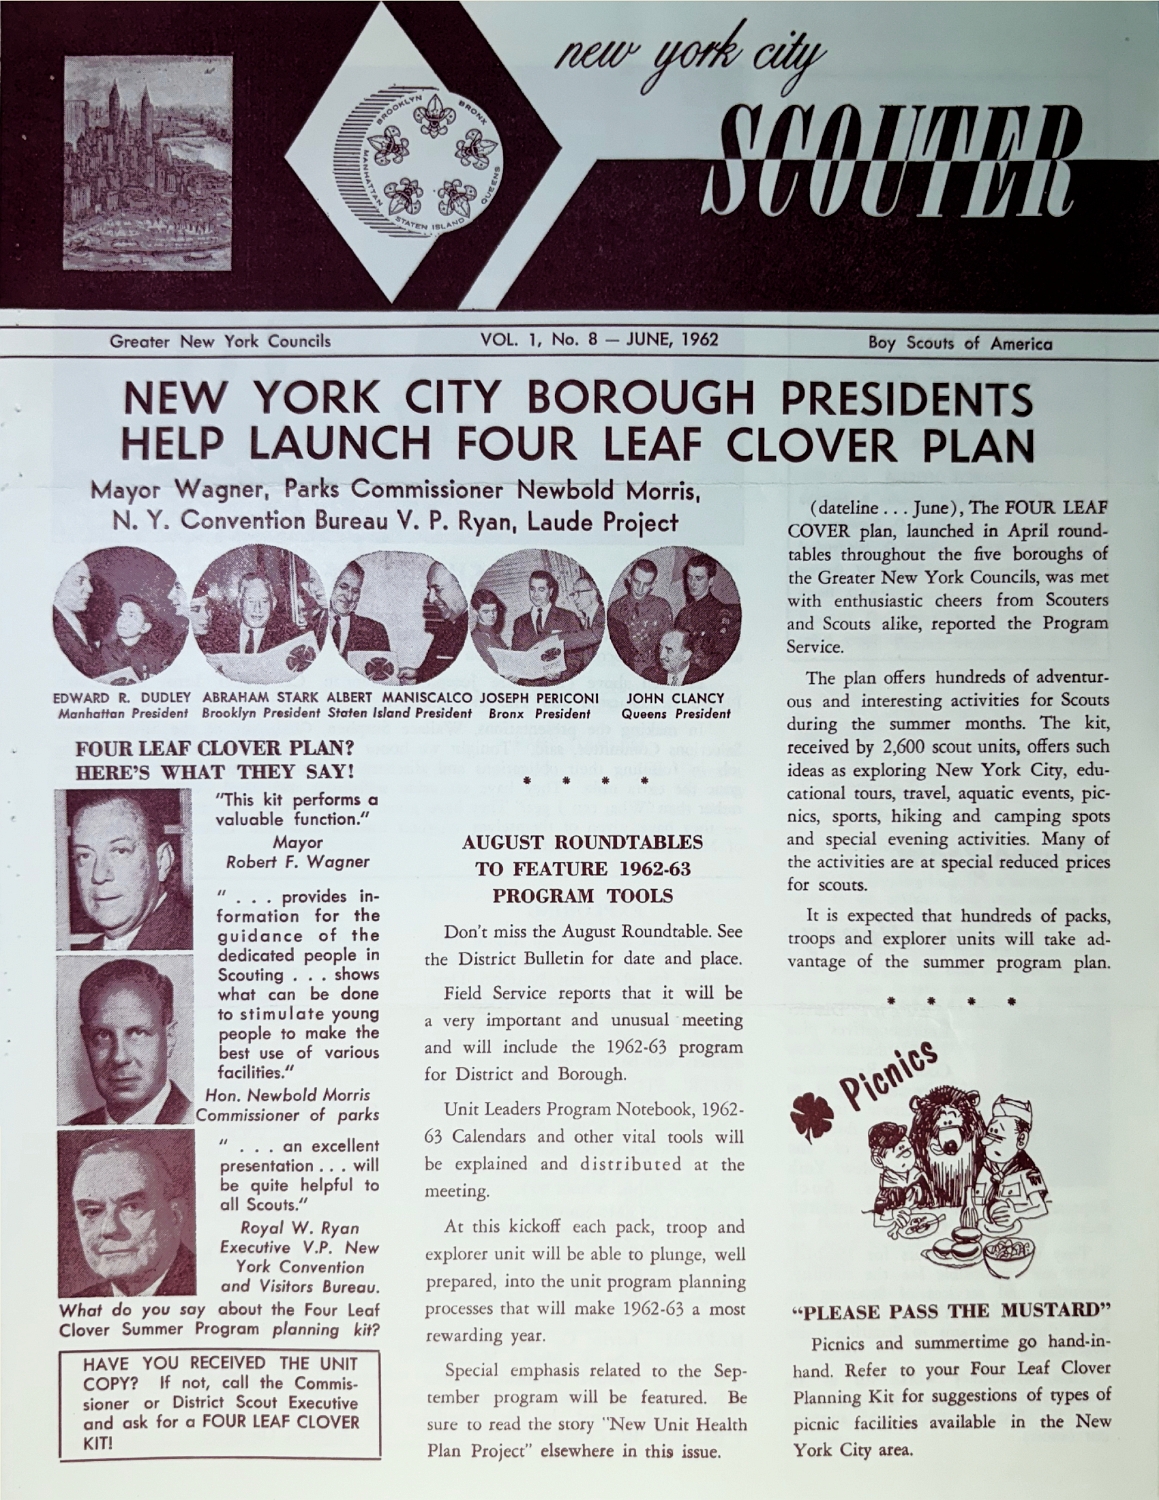 new york city
SCOUTER
BROOKLYN
BRONX
MANHATTAN
QUEENS
STATEN ISLAND
Greater New York Councils
VOL. 1, No. 8 — JUNE, 1962
Boy Scouts of America
NEW YORK CITY BOROUGH PRESIDENTS
HELP LAUNCH FOUR LEAF CLOVER PLAN
Mayor Wagner, Parks Commissioner Newbold Morris,
N. Y. Convention Bureau V. P. Ryan, Laude Project
EDWARD R. DUDLEY
Manhattan President
ABRAHAM STARK
Brooklyn President
ALBERT MANISCALCO
Staten Island President
JOSEPH PERICONI
Bronx President
JOHN CLANCY
Queens President
FOUR LEAF CLOVER PLAN?
HERE'S WHAT THEY SAY!
"This kit performs a
valuable function."
Mayor
Robert F. Wagner
" . . . provides in-
formation for the
guidance of the
dedicated people in
Scouting . . . shows
what can be done
to stimulate young
people to make the
best use of various
facilities."
Hon. Newbold Morris
Commissioner of parks
" . . . an excellent
presentation . . . will
be quite helpful to
all Scouts."
Royal W. Ryan
Executive V.P. New
York Convention
and Visitors Bureau.
What do you say about the Four Leaf
Clover Summer Program planning kit?
HAVE YOU RECEIVED THE UNIT
COPY? If not, call the Commis-
sioner or District Scout Executive
and ask for a FOUR LEAF CLOVER
KIT!
* * * * *
AUGUST ROUNDTABLES
TO FEATURE 1962-63
PROGRAM TOOLS
Don't miss the August Roundtable. See
the District Bulletin for date and place.
Field Service reports that it will be
a very important and unusual meeting
and will include the 1962-63 program
for District and Borough.
Unit Leaders Program Notebook, 1962-
63 Calendars and other vital tools will
be explained and distributed at the
meeting.
At this kickoff each pack, troop and
explorer unit will be able to plunge, well
prepared, into the unit program planning
processes that will make 1962-63 a most
rewarding year.
Special emphasis related to the Sep-
tember program will be featured. Be
sure to read the story "New Unit Health
Plan Project" elsewhere in this issue.
(dateline . . . June), The FOUR LEAF
COVER plan, launched in April round-
tables throughout the five boroughs of
the Greater New York Councils, was met
with enthusiastic cheers from Scouters
and Scouts alike, reported the Program
Service.
The plan offers hundreds of adventur-
ous and interesting activities for Scouts
during the summer months. The kit,
received by 2,600 scout units, offers such
ideas as exploring New York City, edu-
cational tours, travel, aquatic events, pic-
nics, sports, hiking and camping spots
and special evening activities. Many of
the activities are at special reduced prices
for scouts.
It is expected that hundreds of packs,
troops and explorer units will take ad-
vantage of the summer program plan.
* * * *
Picnics
"PLEASE PASS THE MUSTARD"
Picnics and summertime go hand-in-
hand. Refer to your Four Leaf Clover
Planning Kit for suggestions of types of
picnic facilities available in the New
York City area.